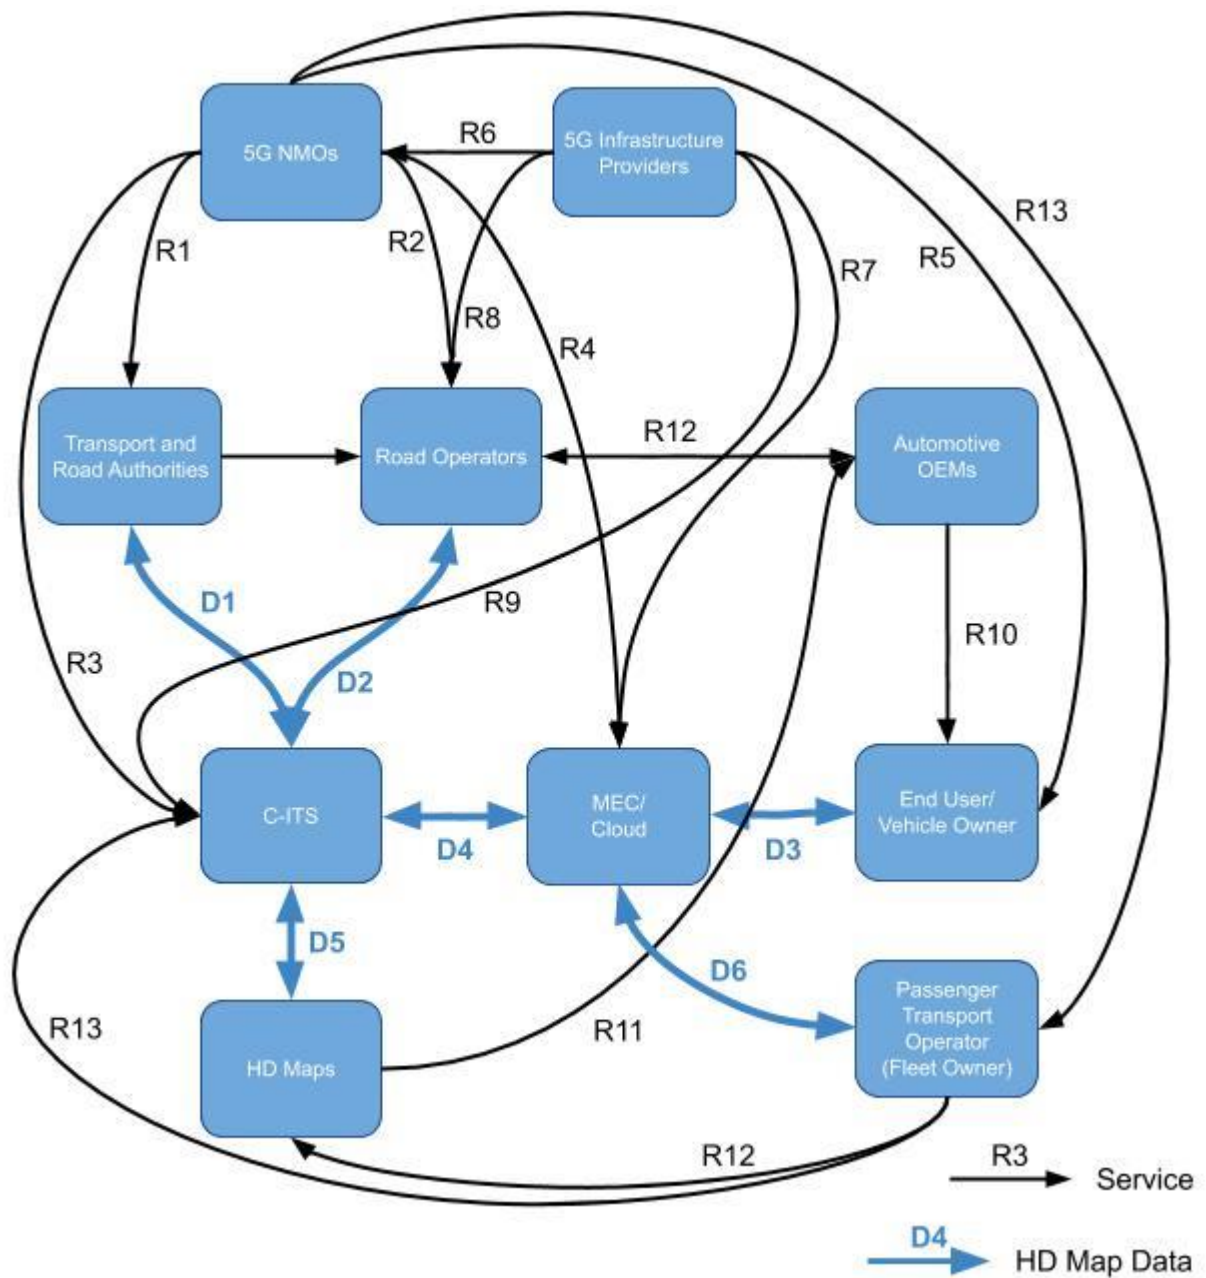 5G NMOs
R6
5G Infrastructure
Providers
R13
R1
R2
R5
R7
R8
R4
Transport and
Road Authorities
Road Operators
R12
Automotive
OEMs
D1
R9
R10
R3
D2
C-ITS
D4
MEC/
Cloud
D3
End User/
Vehicle Owner
D5
D6
R13
HD Maps
R11
Passenger
Transport
Operator
(Fleet Owner)
R12
R3
Service
D4
HD Map Data